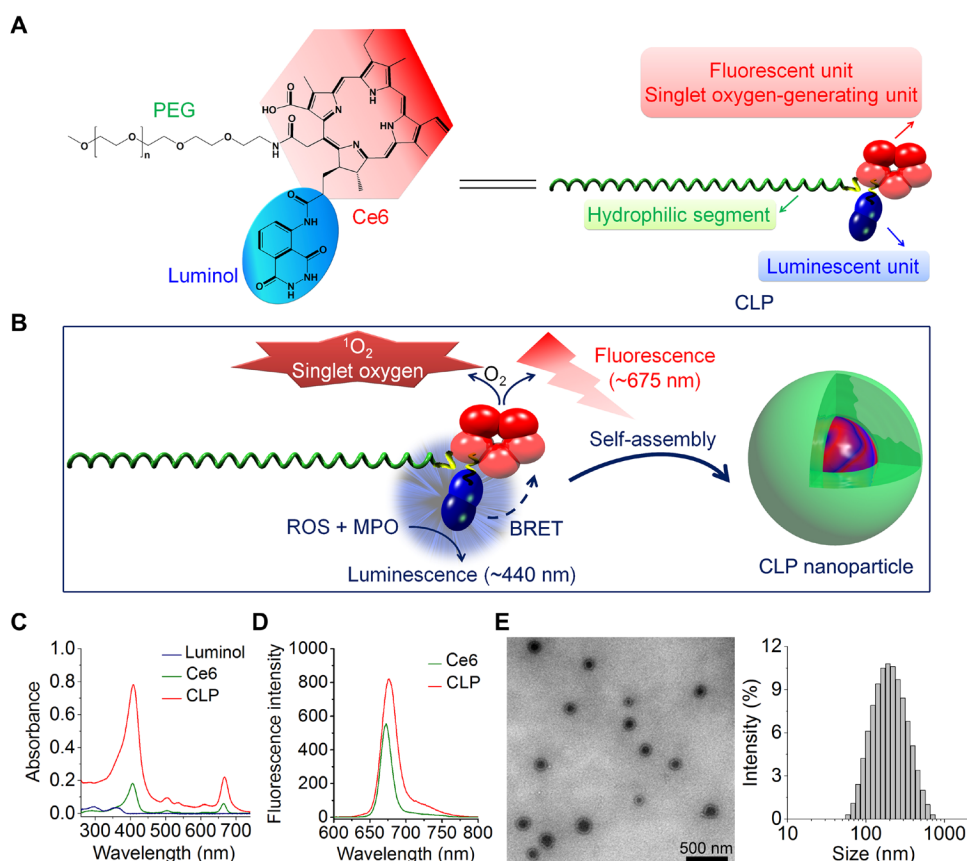 A
PEG
O
O
n
O
O
N
H
O
HO
O
N
NH
HN
N
Ce6
O
NH
O
O
NH
N
H
Luminol
Fluorescent unit
Singlet oxygen-generating unit
Hydrophilic segment
Luminescent unit
CLP
B
¹O₂
Singlet oxygen
O₂
Fluorescence
(~675 nm)
Self-assembly
ROS + MPO
BRET
Luminescence (~440 nm)
CLP nanoparticle
C
Absorbance
1.0
0.8
0.6
0.4
0.2
0.0
Luminol
Ce6
CLP
300 400 500 600 700
Wavelength (nm)
D
Fluorescence intensity
1000
800
600
400
200
0
Ce6
CLP
600 650 700 750 800
Wavelength (nm)
E
500 nm
Intensity (%)
12
9
6
3
0
10 100 1000
Size (nm)